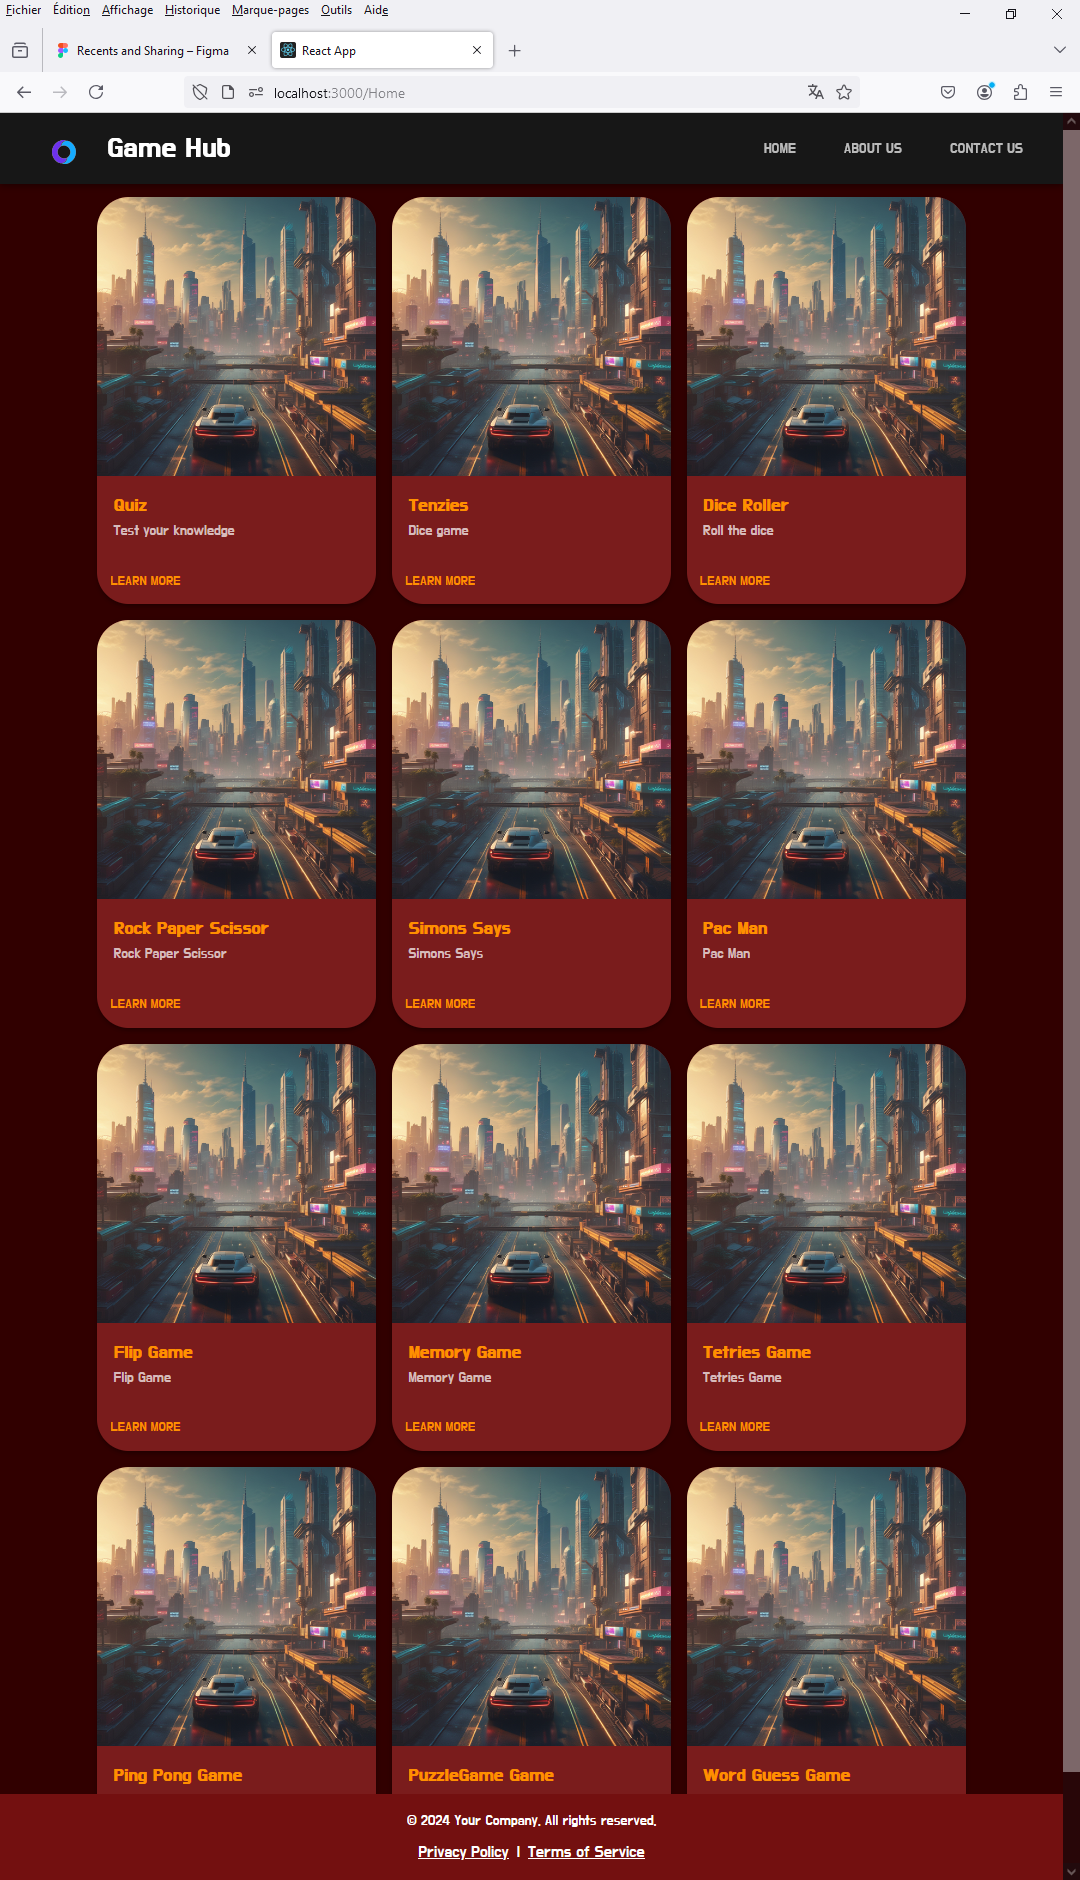 Fichier Édition Affichage Historique Marque-pages Outils Aide
Recents and Sharing – Figma
React App
localhost:3000/Home
Game Hub
HOME ABOUT US CONTACT US
Quiz
Test your knowledge
LEARN MORE
Tenzies
Dice game
LEARN MORE
Dice Roller
Roll the dice
LEARN MORE
Rock Paper Scissor
Rock Paper Scissor
LEARN MORE
Simons Says
Simons Says
LEARN MORE
Pac Man
Pac Man
LEARN MORE
Flip Game
Flip Game
LEARN MORE
Memory Game
Memory Game
LEARN MORE
Tetries Game
Tetries Game
LEARN MORE
Ping Pong Game
PuzzleGame Game
Word Guess Game
© 2024 Your Company. All rights reserved.
Privacy Policy | Terms of Service